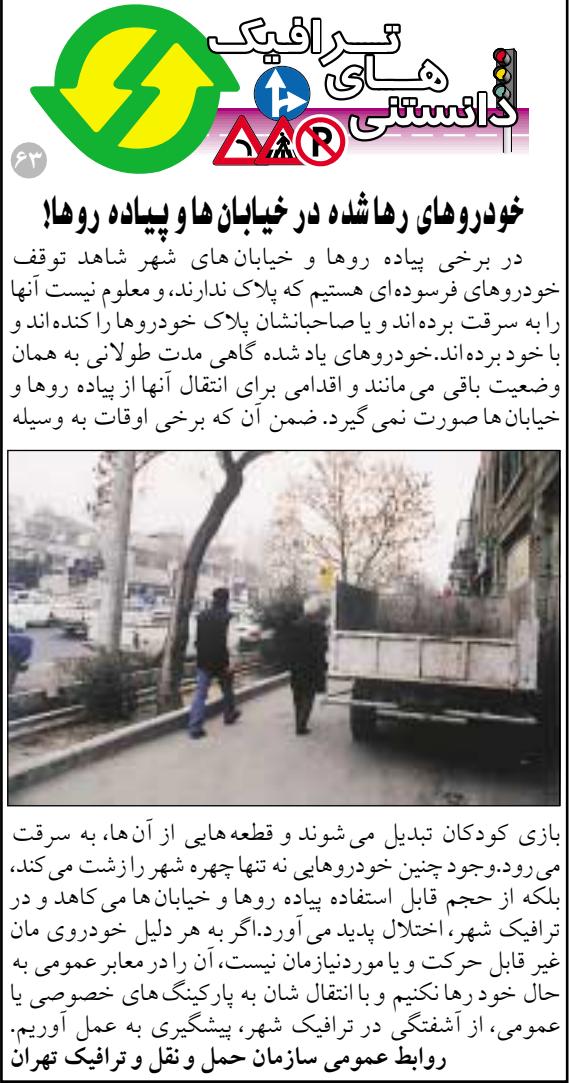 دانستنی
های
ترافیک
P
۶۳
خودروهای رها شده در خیابان ها و پیاده روها!
در برخی پیاده روها و خیابان های شهر شاهد توقف
خودروهای فرسوده‌ای هستیم که پلاک ندارند، و معلوم نیست آنها
را به سرقت برده‌اند و یا صاحبانشان پلاک خودروها را کنده‌اند و
با خود برده‌اند.خودروهای یاد شده گاهی مدت طولانی به همان
وضعیت باقی می‌مانند و اقدامی برای انتقال آنها از پیاده روها و
خیابان‌ها صورت نمی‌گیرد. ضمن آن که برخی اوقات به وسیله
بازی کودکان تبدیل می‌شوند و قطعه‌هایی از آن‌ها، به سرقت
می‌رود.وجود چنین خودروهایی نه تنها چهره شهر را زشت می‌کند،
بلکه از حجم قابل استفاده پیاده روها و خیابان‌ها می‌کاهد و در
ترافیک شهر، اختلال پدید می‌آورد.اگر به هر دلیل خودروی مان
غیر قابل حرکت و یا موردنیازمان نیست، آن را در معابر عمومی به
حال خود رها نکنیم و با انتقال شان به پارکینگ‌های خصوصی یا
عمومی، از آشفتگی در ترافیک شهر، پیشگیری به عمل آوریم.
روابط عمومی سازمان حمل و نقل و ترافیک تهران